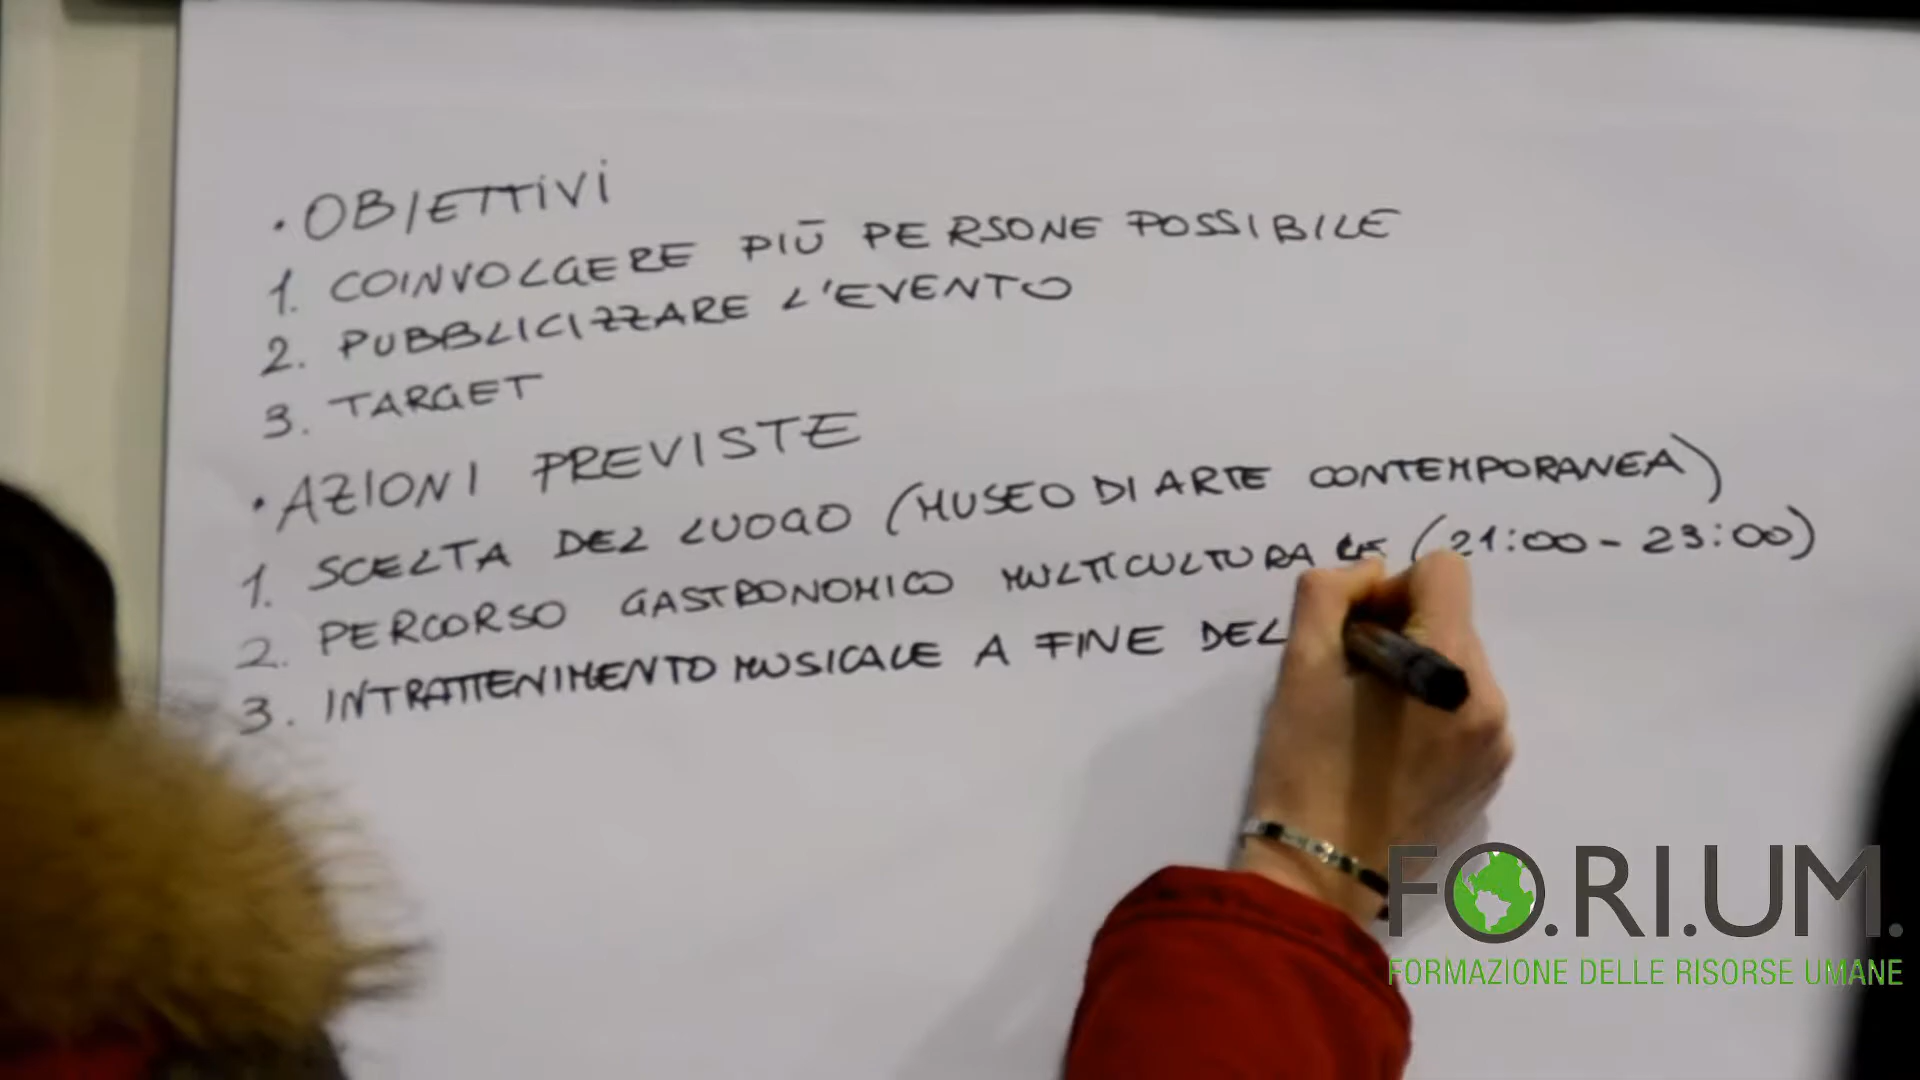 · OBIETTIVI
1. COINVOLGERE PIÙ PERSONE POSSIBILE
2. PUBBLICIZZARE L'EVENTO
3. TARGET
· AZIONI PREVISTE
1. SCELTA DEL LUOGO (MUSEO DI ARTE CONTEMPORANEA)
2. PERCORSO GASTRONOMICO MULTICULTURALE (21:00 - 23:00)
3. INTRATTENIMENTO MUSICALE A FINE DEL
FO.RI.UM.
FORMAZIONE DELLE RISORSE UMANE